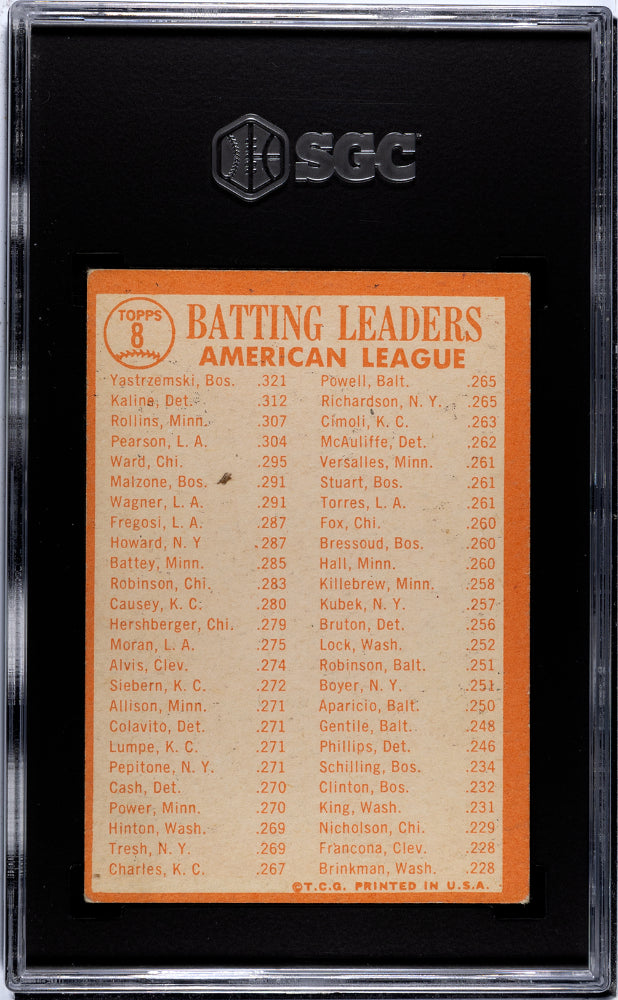 SGC
TOPPS
8
BATTING LEADERS
AMERICAN LEAGUE
Yastrzemski, Bos. .321
Kaline, Det. .312
Rollins, Minn. .307
Pearson, L. A. .304
Ward, Chi. .295
Malzone, Bos. .291
Wagner, L. A. .291
Fregosi, L. A. .287
Howard, N. Y .287
Battey, Minn. .285
Robinson, Chi. .283
Causey, K. C. .280
Hershberger, Chi. .279
Moran, L. A. .275
Alvis, Clev. .274
Siebern, K. C. .272
Allison, Minn. .271
Colavito, Det. .271
Lumpe, K. C. .271
Pepitone, N. Y. .271
Cash, Det. .270
Power, Minn. .270
Hinton, Wash. .269
Tresh, N. Y. .269
Charles, K. C. .267
Powell, Balt. .265
Richardson, N. Y. .265
Cimoli, K. C. .263
McAuliffe, Det. .262
Versalles, Minn. .261
Stuart, Bos. .261
Torres, L. A. .261
Fox, Chi. .260
Bressoud, Bos. .260
Hall, Minn. .260
Killebrew, Minn. .258
Kubek, N. Y. .257
Bruton, Det. .256
Lock, Wash. .252
Robinson, Balt. .251
Boyer, N. Y. .251
Aparicio, Balt. .250
Gentile, Balt. .248
Phillips, Det. .246
Schilling, Bos. .234
Clinton, Bos. .232
King, Wash. .231
Nicholson, Chi. .229
Francona, Clev. .228
Brinkman, Wash. .228
©T.C.G. PRINTED IN U.S.A.